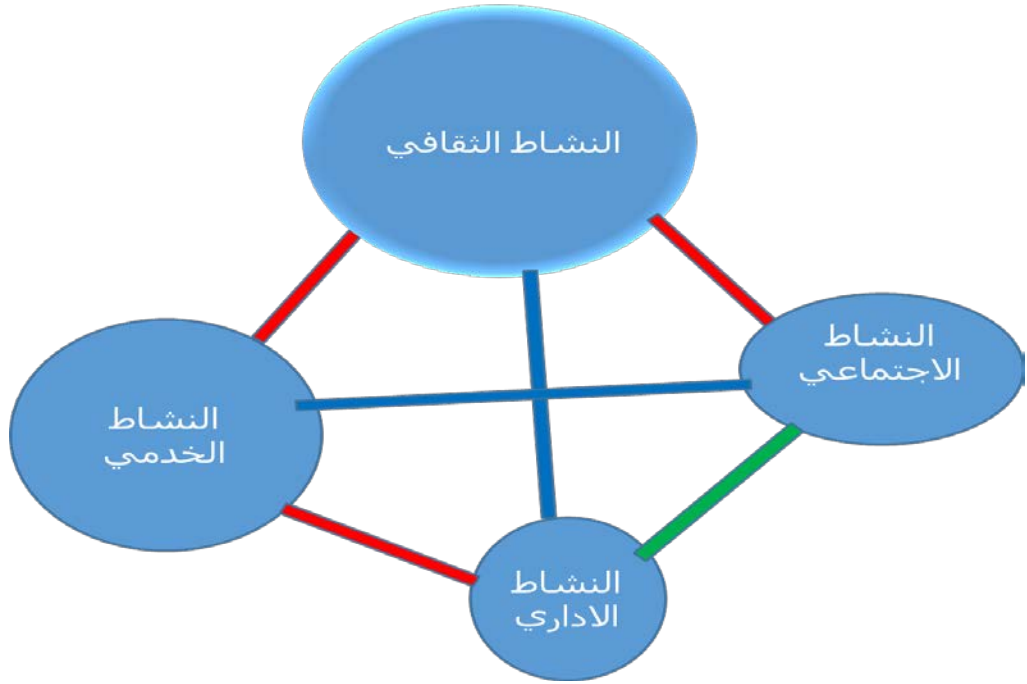 النشاط الثقافي
النشاط
الاجتماعي
النشاط
الخدمي
النشاط
الاداري